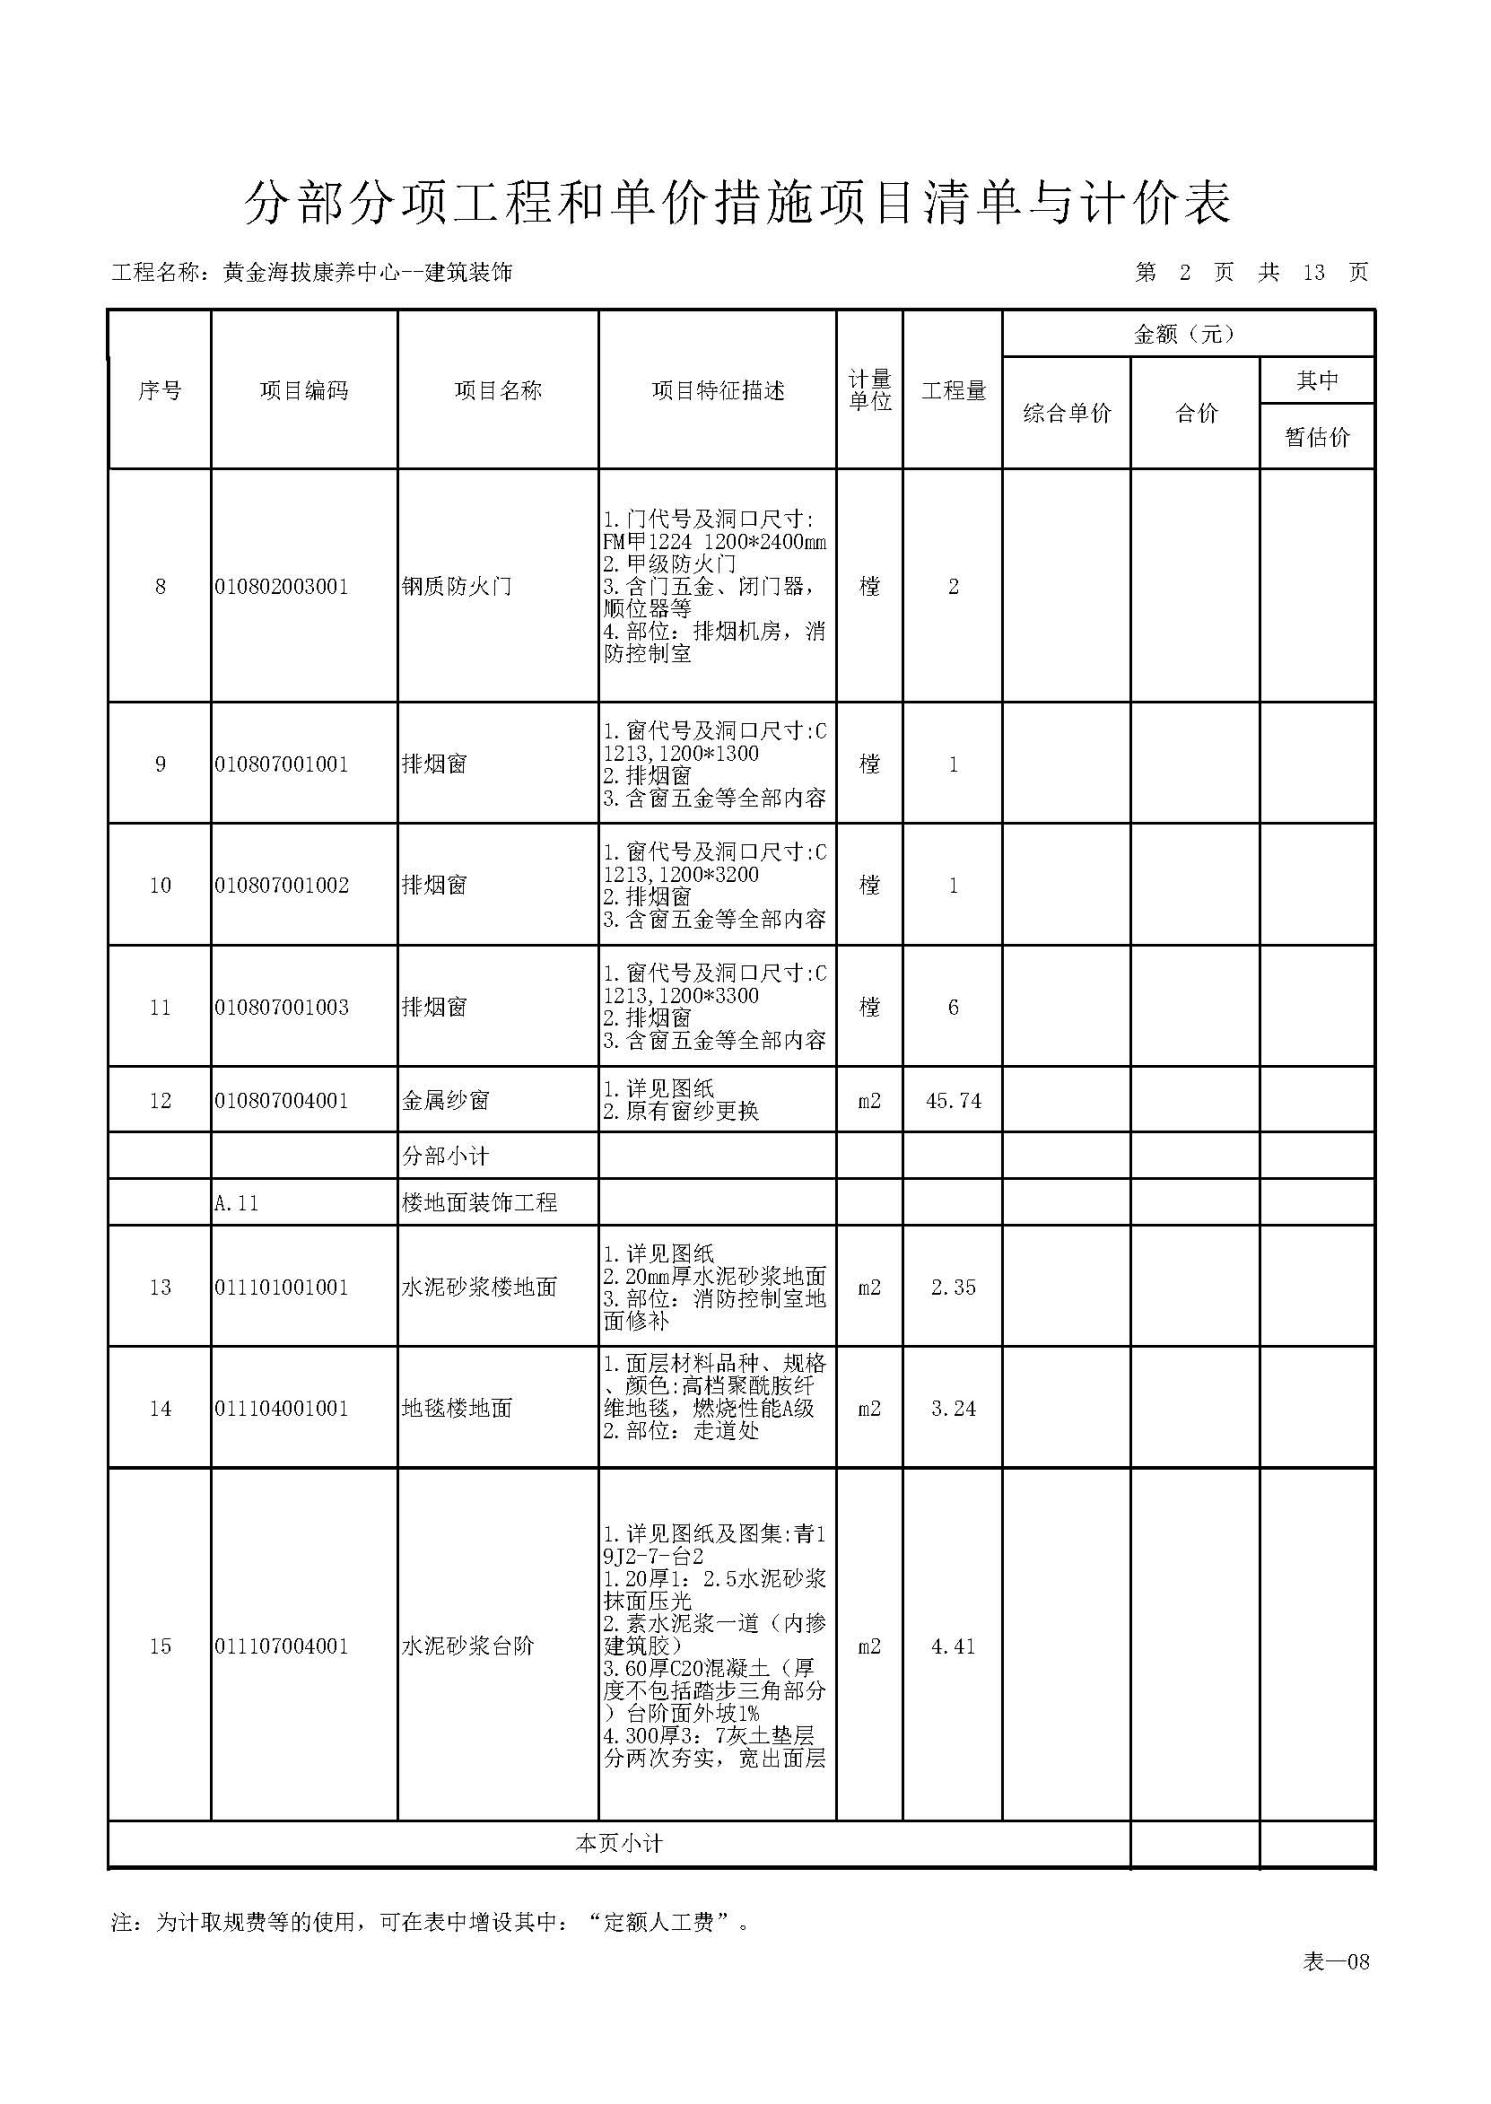 分部分项工程和单价措施项目清单与计价表
工程名称：黄金海拔康养中心--建筑装饰 第 2 页 共 13 页
序号 项目编码 项目名称 项目特征描述 计量单位 工程量 金额（元）
综合单价 合价 其中
暂估价
8 010802003001 钢质防火门 1.门代号及洞口尺寸:
FM甲1224 1200*2400mm
2.甲级防火门
3.含门五金、闭门器，
顺位器等
4.部位：排烟机房，消
防控制室
樘 2
9 010807001001 排烟窗 1.窗代号及洞口尺寸:C
1213,1200*1300
2.排烟窗
3.含窗五金等全部内容
樘 1
10 010807001002 排烟窗 1.窗代号及洞口尺寸:C
1213,1200*3200
2.排烟窗
3.含窗五金等全部内容
樘 1
11 010807001003 排烟窗 1.窗代号及洞口尺寸:C
1213,1200*3300
2.排烟窗
3.含窗五金等全部内容
樘 6
12 010807004001 金属纱窗 1.详见图纸
2.原有窗纱更换
m2 45.74
分部小计
A.11 楼地面装饰工程
13 011101001001 水泥砂浆楼地面 1.详见图纸
2.20mm厚水泥砂浆地面
3.部位：消防控制室地
面修补
m2 2.35
14 011104001001 地毯楼地面 1.面层材料品种、规格
、颜色:高档聚酰胺纤
维地毯，燃烧性能A级
2.部位：走道处
m2 3.24
15 011107004001 水泥砂浆台阶 1.详见图纸及图集:青1
9J2-7-台2
1.20厚1：2.5水泥砂浆
抹面压光
2.素水泥浆一道（内掺
建筑胶）
3.60厚C20混凝土（厚
度不包括踏步三角部分
）台阶面外坡1%
4.300厚3：7灰土垫层
分两次夯实，宽出面层
m2 4.41
本页小计
注：为计取规费等的使用，可在表中增设其中：“定额人工费”。
表—08